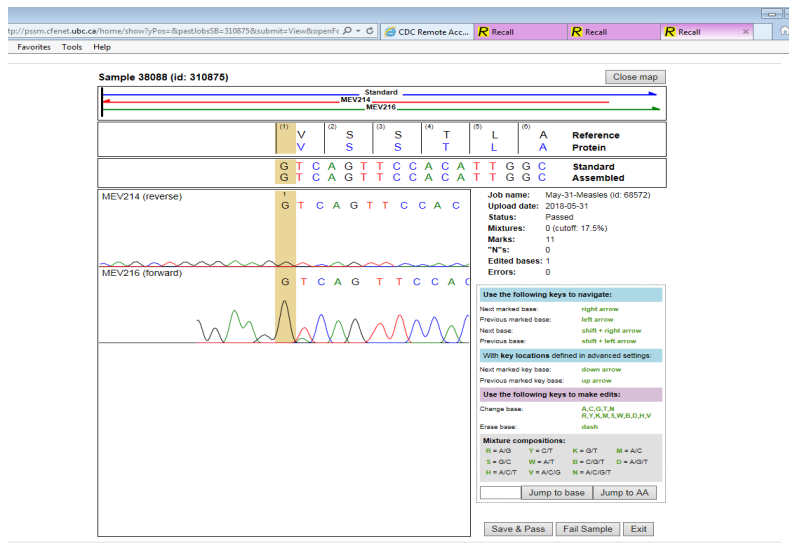 tp://pssm.cfenet.ubc.ca/home/show?yPos=&pastJobsSB=310875&submit=View&openFc
CDC Remote Acc...
Recall
Recall
Recall
Favorites Tools Help
Sample 38088 (id: 310875)
Close map
Standard
MEV214
MEV216
(1) V (2) S (3) S (4) T (5) L (6) A Reference
V S S T L A Protein
G T C A G T T C C A C A T T G G C Standard
G T C A G T T C C A C A T T G G C Assembled
MEV214 (reverse)
1
G T C A G T T C C A C
MEV216 (forward)
G T C A G T T C C A C
Job name: May-31-Measles (id: 68572)
Upload date: 2018-05-31
Status: Passed
Mixtures: 0 (cutoff: 17.5%)
Marks: 11
"N"s: 0
Edited bases: 1
Errors: 0
Use the following keys to navigate:
Next marked base: right arrow
Previous marked base: left arrow
Next base: shift + right arrow
Previous base: shift + left arrow
With key locations defined in advanced settings:
Next marked key base: down arrow
Previous marked key base: up arrow
Use the following keys to make edits:
Change base: A,C,G,T,N
R,Y,K,M,S,W,B,D,H,V
Erase base: dash
Mixture compositions:
R = A/G Y = C/T K = G/T M = A/C
S = G/C W = A/T B = C/G/T D = A/G/T
H = A/C/T V = A/C/G N = A/C/G/T
Jump to base Jump to AA
Save & Pass Fail Sample Exit